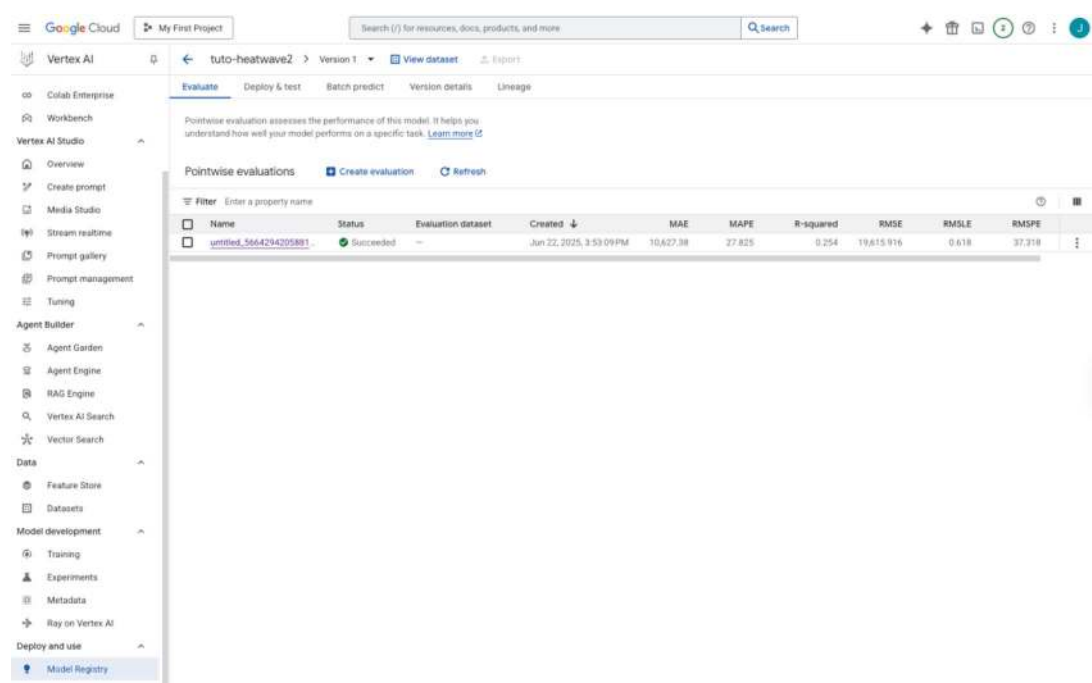 Google Cloud
My First Project
Search (/) for resources, docs, products, and more
Search
2
J
Vertex AI
tuto-heatwave2 > Version 1
View dataset
Export
Evaluate
Deploy & test
Batch predict
Version details
Lineage
Colab Enterprise
Workbench
Vertex AI Studio
Overview
Create prompt
Media Studio
Stream realtime
Prompt gallery
Prompt management
Tuning
Agent Builder
Agent Garden
Agent Engine
RAG Engine
Vertex AI Search
Vector Search
Data
Feature Store
Datasets
Model development
Training
Experiments
Metadata
Ray on Vertex AI
Deploy and use
Model Registry
Pointwise evaluation assesses the performance of this model. It helps you
understand how well your model performs on a specific task. Learn more
Pointwise evaluations
Create evaluation
Refresh
Filter Enter a property name
Name Status Evaluation dataset Created MAE MAPE R-squared RMSE RMSLE RMSPE
untitled_5664294205881... Succeeded — Jun 22, 2025, 3:53:09 PM 10,627.38 27.825 0.254 19,615.916 0.618 37.318